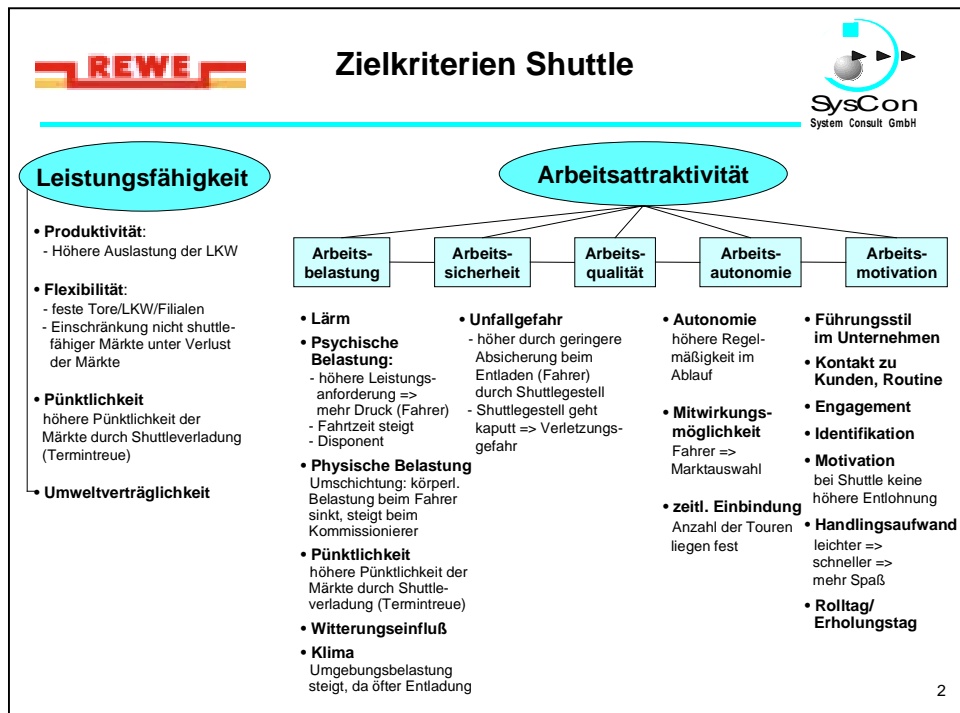 REWE
Zielkriterien Shuttle
SysCon
System Consult GmbH
Leistungsfähigkeit
• Produktivität:
- Höhere Auslastung der LKW
• Flexibilität:
- feste Tore/LKW/Filialen
- Einschränkung nicht shuttle-
fähiger Märkte unter Verlust
der Märkte
• Pünktlichkeit
höhere Pünktlichkeit der
Märkte durch Shuttleverladung
(Termintreue)
• Umweltverträglichkeit
Arbeitsattraktivität
Arbeits-
belastung
• Lärm
• Psychische
Belastung:
- höhere Leistungs-
anforderung =>
mehr Druck (Fahrer)
- Fahrtzeit steigt
- Disponent
• Physische Belastung
Umschichtung: körperl.
Belastung beim Fahrer
sinkt, steigt beim
Kommissionierer
• Pünktlichkeit
höhere Pünktlichkeit der
Märkte durch Shuttle-
verladung (Termintreue)
• Witterungseinfluß
• Klima
Umgebungsbelastung
steigt, da öfter Entladung
Arbeits-
sicherheit
• Unfallgefahr
- höher durch geringere
Absicherung beim
Entladen (Fahrer)
durch Shuttlegestell
- Shuttlegestell geht
kaputt => Verletzungs-
gefahr
Arbeits-
qualität
Arbeits-
autonomie
• Autonomie
höhere Regel-
mäßigkeit im
Ablauf
• Mitwirkungs-
möglichkeit
Fahrer =>
Marktauswahl
• zeitl. Einbindung
Anzahl der Touren
liegen fest
Arbeits-
motivation
• Führungsstil
im Unternehmen
• Kontakt zu
Kunden, Routine
• Engagement
• Identifikation
• Motivation
bei Shuttle keine
höhere Entlohnung
• Handlingsaufwand
leichter =>
schneller =>
mehr Spaß
• Rolltag/
Erholungstag
2